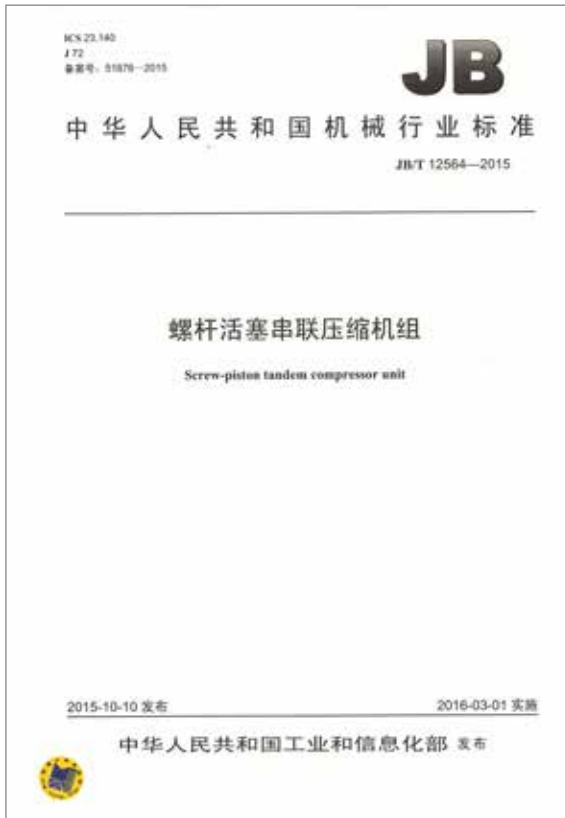 ICS 23.140
J 72
备案号：51676—2015
JB
中华人民共和国机械行业标准
JB/T 12564—2015
螺杆活塞串联压缩机组
Screw-piston tandem compressor unit
2015-10-10 发布
2016-03-01 实施
中华人民共和国工业和信息化部 发布